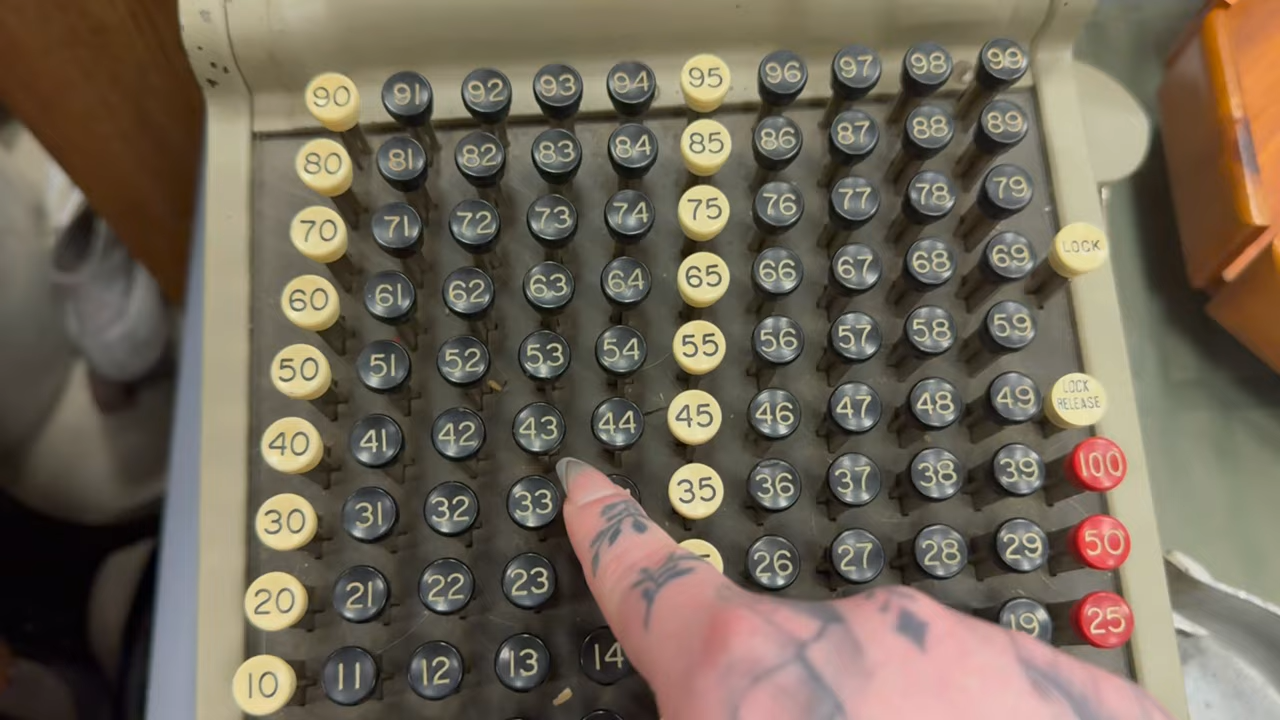 90 91 92 93 94 95 96 97 98 99
80 81 82 83 84 85 86 87 88 89
70 71 72 73 74 75 76 77 78 79
60 61 62 63 64 65 66 67 68 69 LOCK
50 51 52 53 54 55 56 57 58 59
40 41 42 43 44 45 46 47 48 49 LOCK
RELEASE
30 31 32 33 35 36 37 38 39 100
20 21 22 23 26 27 28 29 50
10 11 12 13 14 19 25